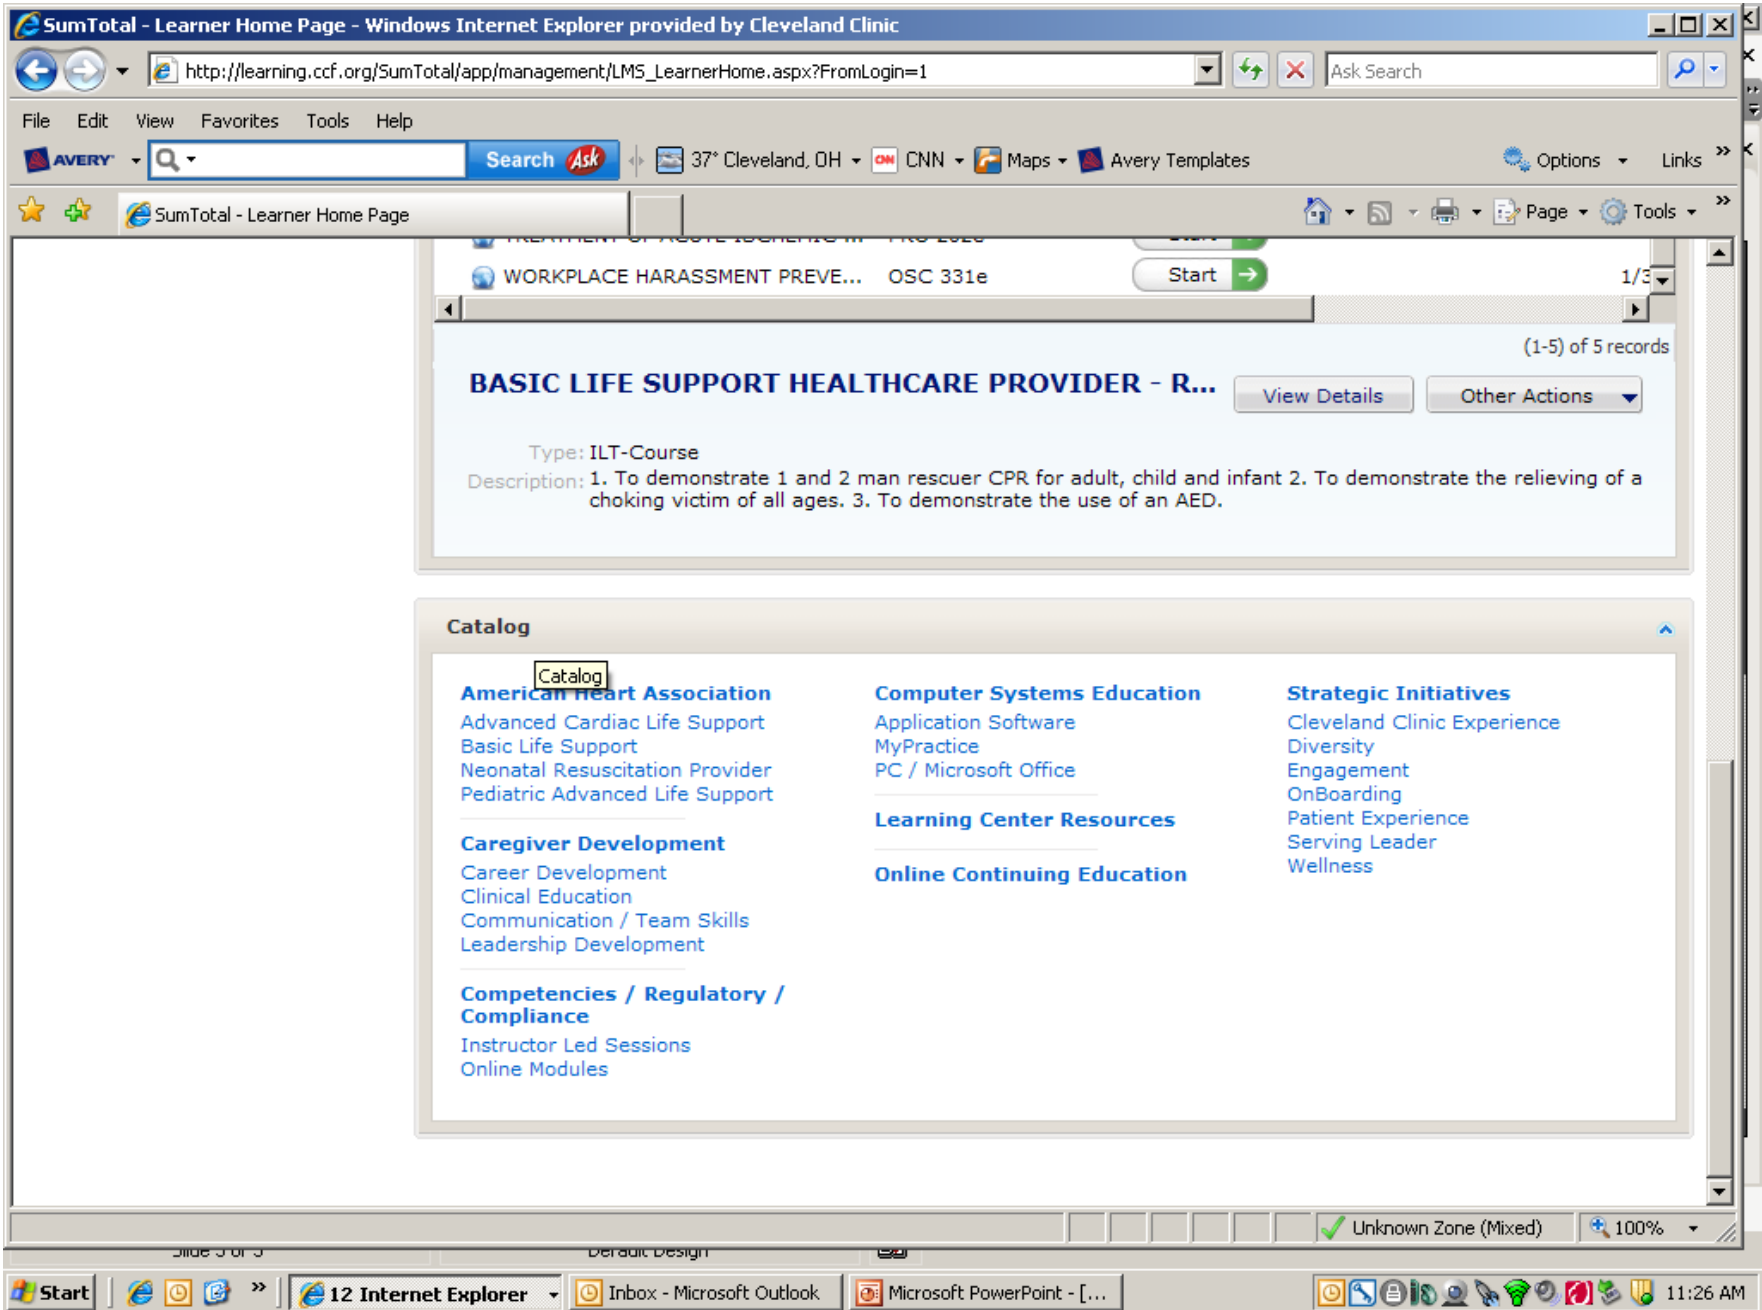 SumTotal - Learner Home Page - Windows Internet Explorer provided by Cleveland Clinic
http://learning.ccf.org/SumTotal/app/management/LMS_LearnerHome.aspx?FromLogin=1
Ask Search
File Edit View Favorites Tools Help
AVERY Search Ask 37° Cleveland, OH CNN Maps Avery Templates Options Links
SumTotal - Learner Home Page Page Tools
WORKPLACE HARASSMENT PREVE... OSC 331e Start 1/3
(1-5) of 5 records
BASIC LIFE SUPPORT HEALTHCARE PROVIDER - R... View Details Other Actions
Type: ILT-Course
Description: 1. To demonstrate 1 and 2 man rescuer CPR for adult, child and infant 2. To demonstrate the relieving of a
choking victim of all ages. 3. To demonstrate the use of an AED.
Catalog
Catalog
American Heart Association
Advanced Cardiac Life Support
Basic Life Support
Neonatal Resuscitation Provider
Pediatric Advanced Life Support
Caregiver Development
Career Development
Clinical Education
Communication / Team Skills
Leadership Development
Competencies / Regulatory /
Compliance
Instructor Led Sessions
Online Modules
Computer Systems Education
Application Software
MyPractice
PC / Microsoft Office
Learning Center Resources
Online Continuing Education
Strategic Initiatives
Cleveland Clinic Experience
Diversity
Engagement
OnBoarding
Patient Experience
Serving Leader
Wellness
Unknown Zone (Mixed) 100%
Default Design
Start 12 Internet Explorer Inbox - Microsoft Outlook Microsoft PowerPoint - [... 11:26 AM